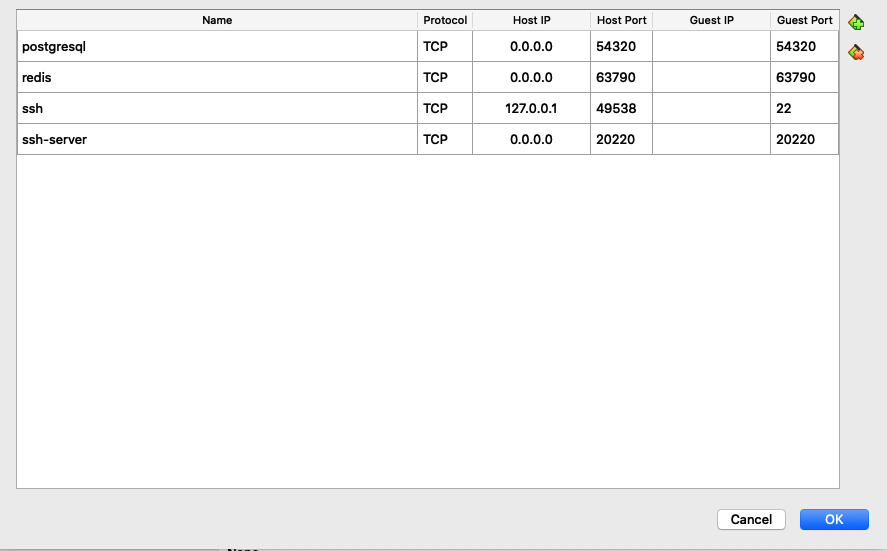 Name Protocol Host IP Host Port Guest IP Guest Port
postgresql TCP 0.0.0.0 54320 54320
redis TCP 0.0.0.0 63790 63790
ssh TCP 127.0.0.1 49538 22
ssh-server TCP 0.0.0.0 20220 20220
Cancel OK